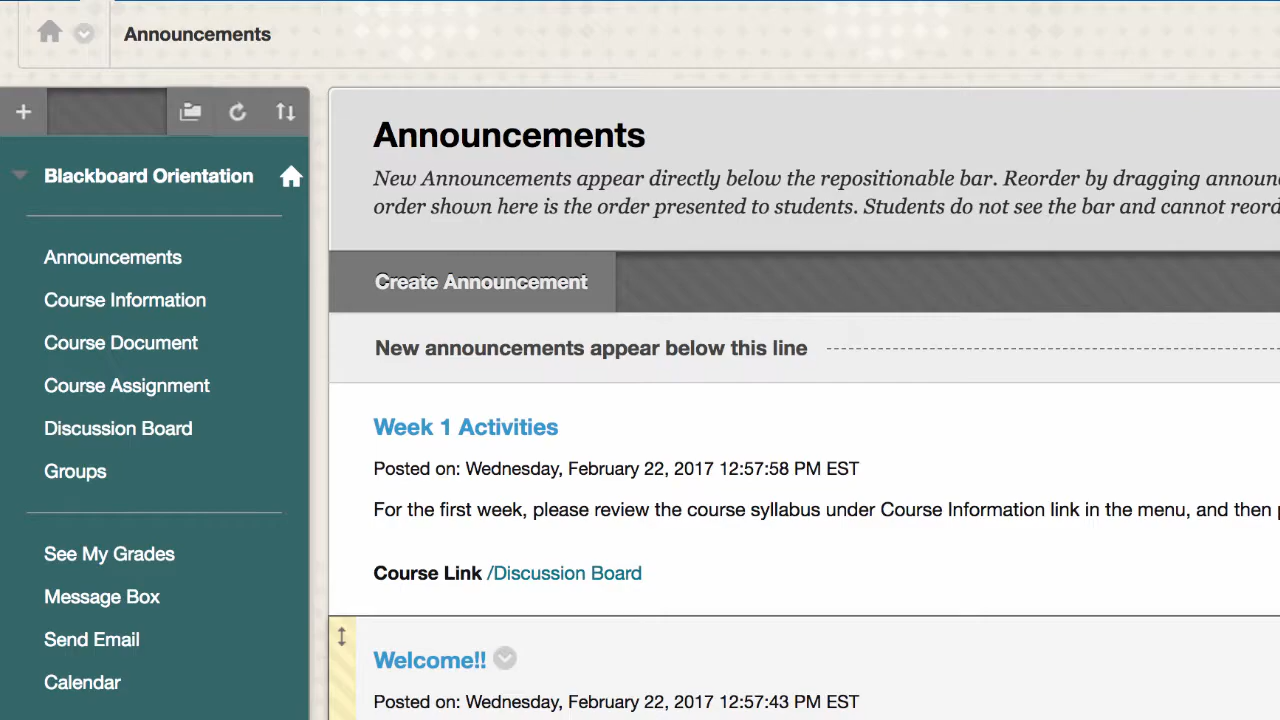 Announcements
Blackboard Orientation
Announcements
Course Information
Course Document
Course Assignment
Discussion Board
Groups
See My Grades
Message Box
Send Email
Calendar
Announcements
New Announcements appear directly below the repositionable bar. Reorder by dragging
order shown here is the order presented to students. Students do not see the bar and cannot
Create Announcement
New announcements appear below this line
Week 1 Activities
Posted on: Wednesday, February 22, 2017 12:57:58 PM EST
For the first week, please review the course syllabus under Course Information link in the menu, and then
Course Link /Discussion Board
Welcome!!
Posted on: Wednesday, February 22, 2017 12:57:43 PM EST